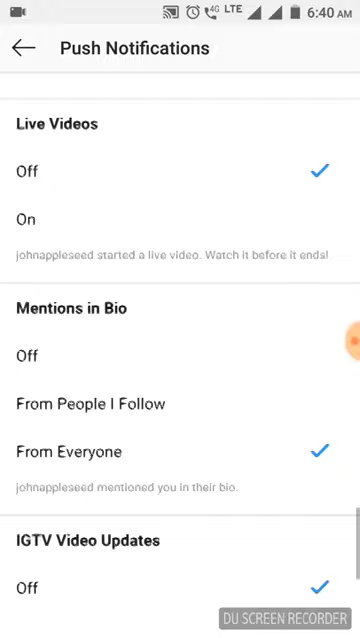 4G LTE 6:40 AM
Push Notifications
Live Videos
Off
On
johnappleseed started a live video. Watch it before it ends!
Mentions in Bio
Off
From People I Follow
From Everyone
johnappleseed mentioned you in their bio.
IGTV Video Updates
Off
DU SCREEN RECORDER